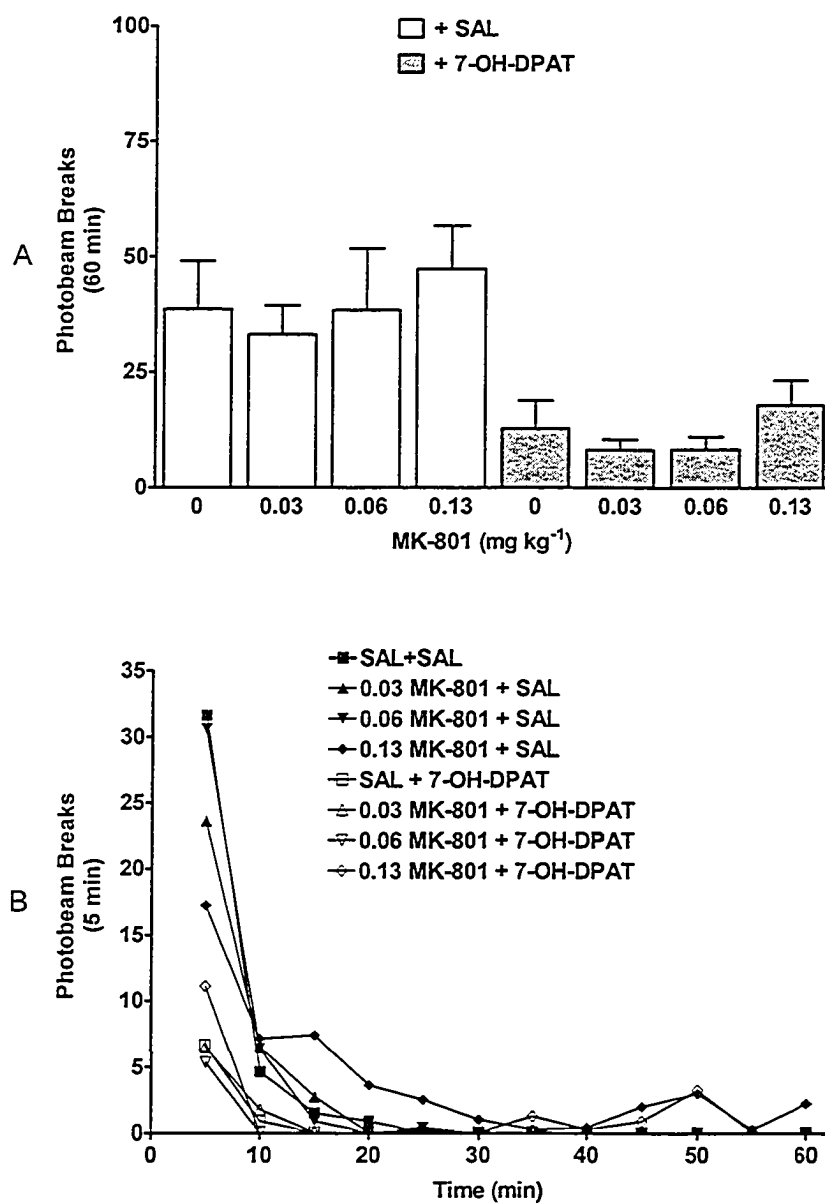 100
75
50
25
0
+ SAL
+ 7-OH-DPAT
A
Photobeam Breaks
(60 min)
0 0.03 0.06 0.13 0 0.03 0.06 0.13
MK-801 (mg kg⁻¹)
SAL+SAL
0.03 MK-801 + SAL
0.06 MK-801 + SAL
0.13 MK-801 + SAL
SAL + 7-OH-DPAT
0.03 MK-801 + 7-OH-DPAT
0.06 MK-801 + 7-OH-DPAT
0.13 MK-801 + 7-OH-DPAT
35
30
25
20
15
10
5
0
B
Photobeam Breaks
(5 min)
0 10 20 30 40 50 60
Time (min)